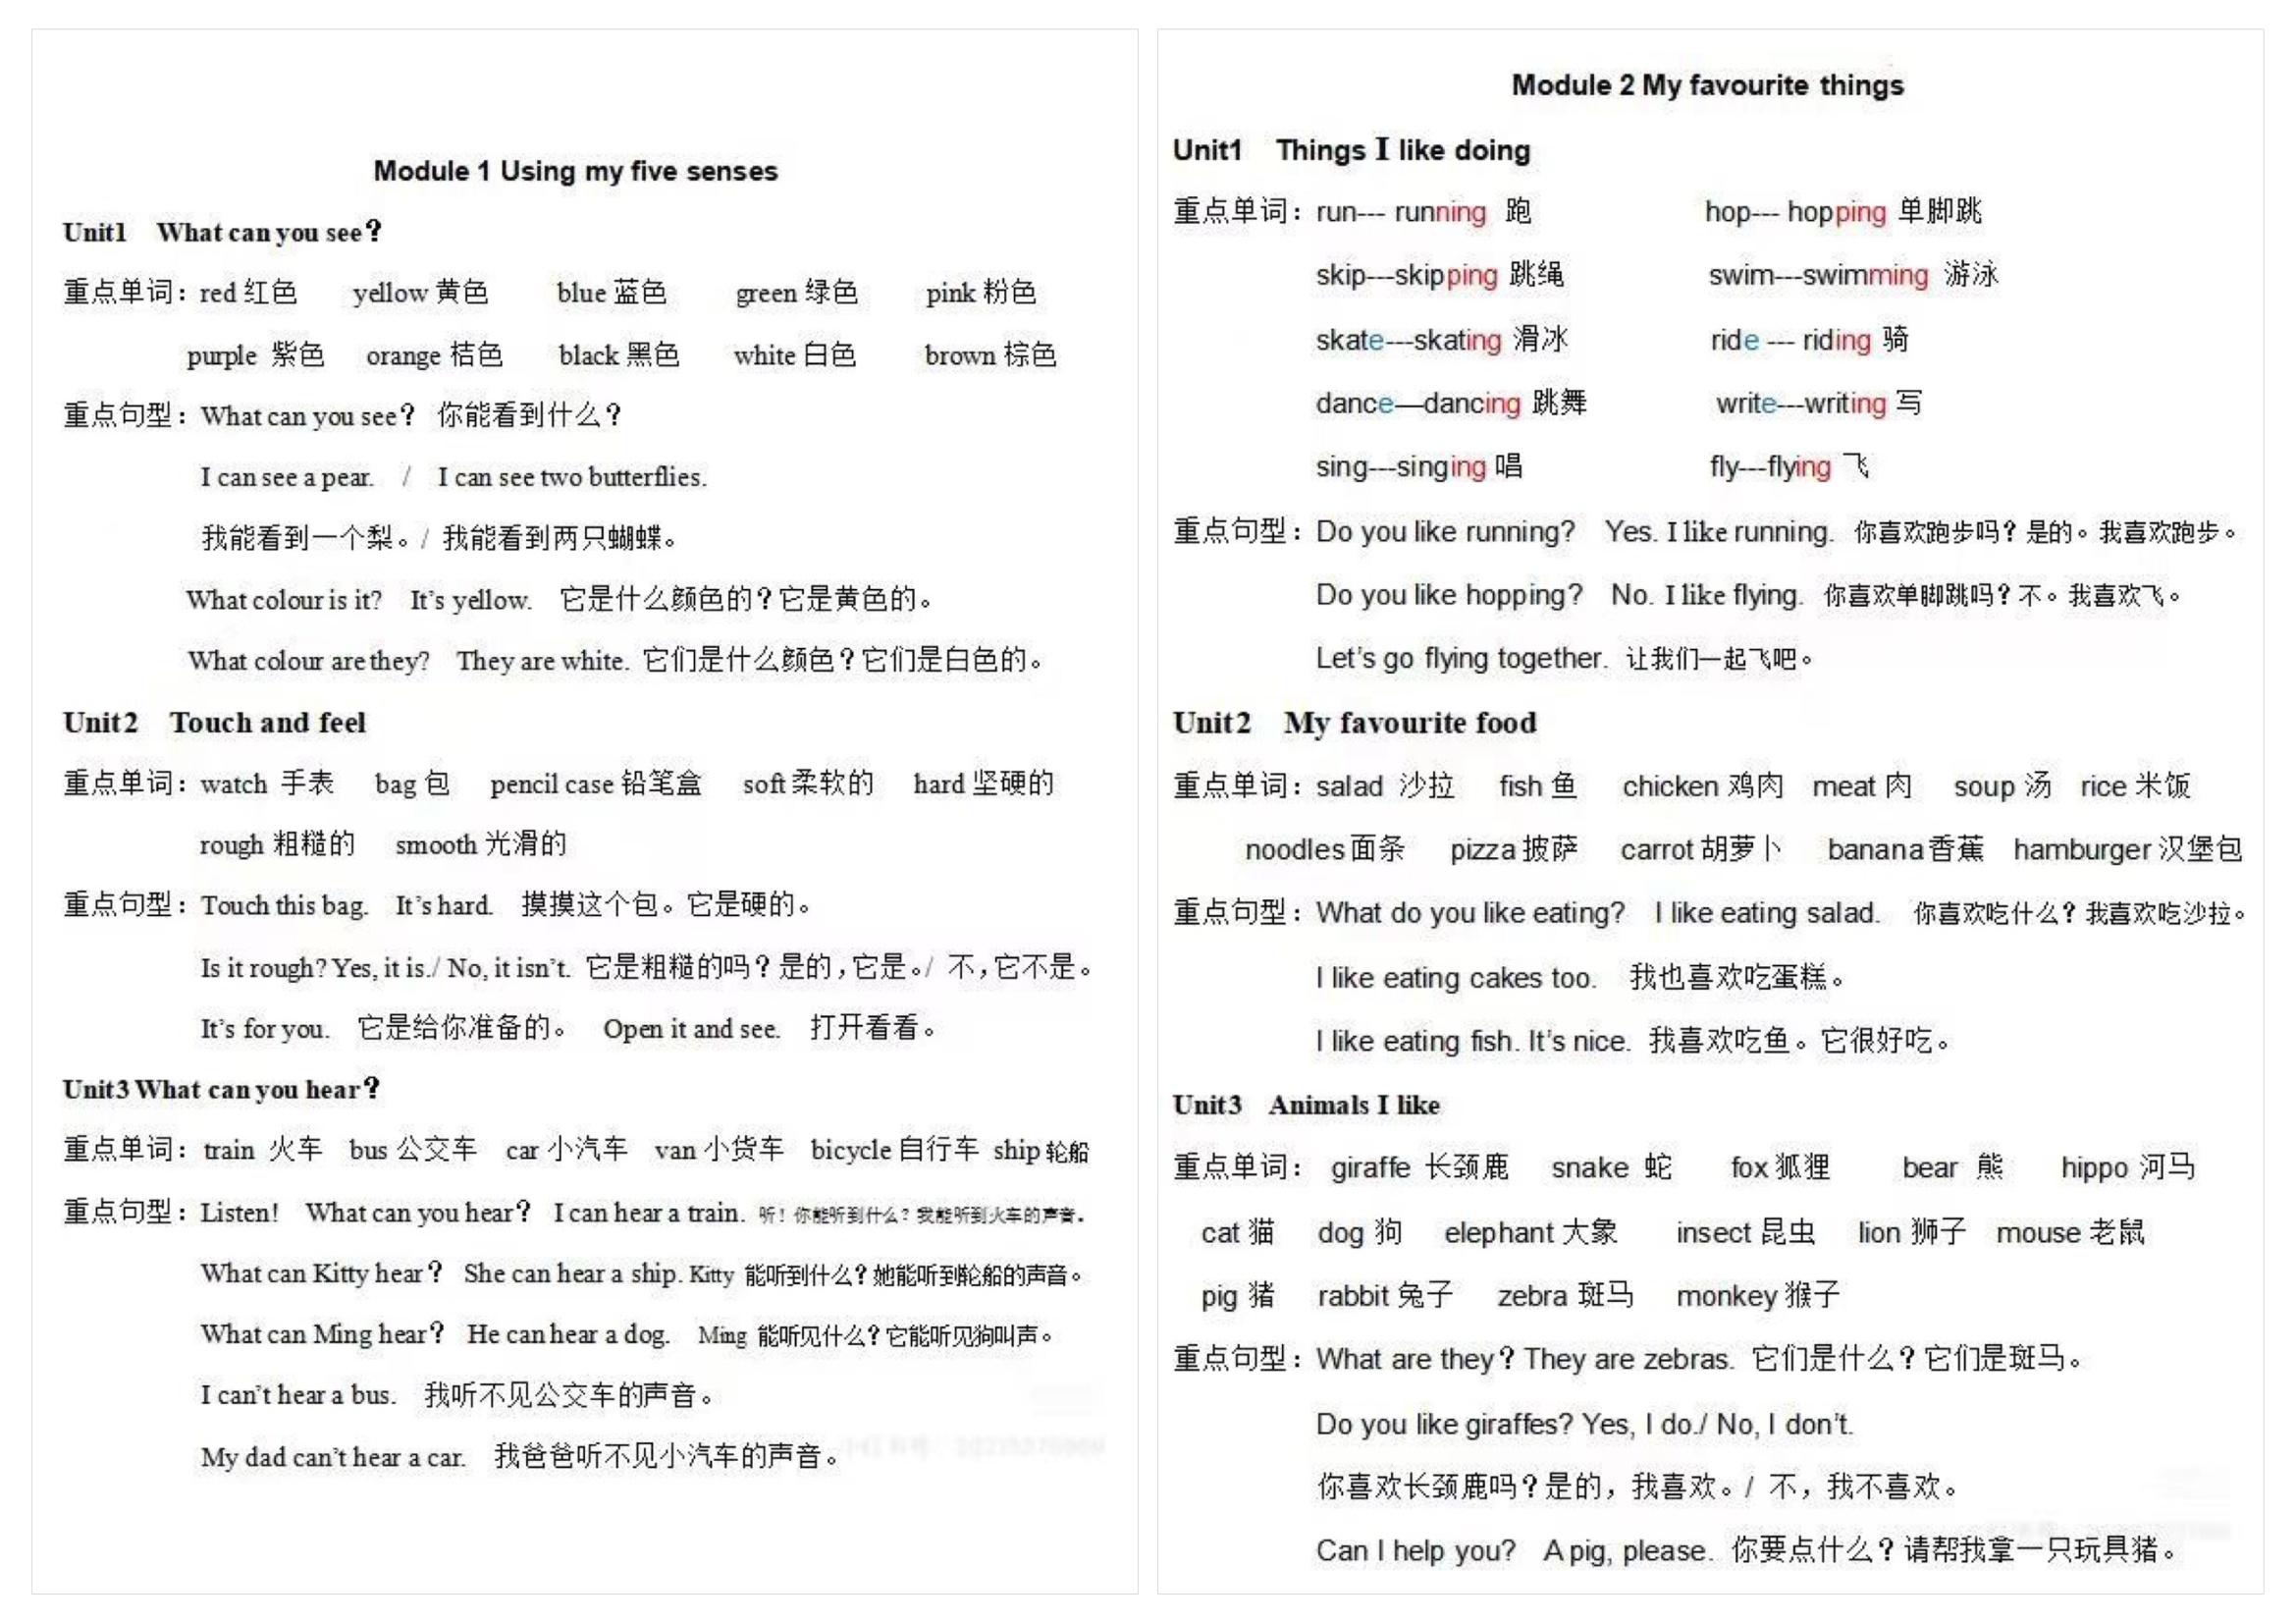 Module 1 Using my five senses
Unit1 What can you see？
重点单词：red 红色 yellow 黄色 blue 蓝色 green 绿色 pink 粉色
purple 紫色 orange 桔色 black 黑色 white 白色 brown 棕色
重点句型：What can you see？ 你能看到什么？
I can see a pear. / I can see two butterflies.
我能看到一个梨。/ 我能看到两只蝴蝶。
What colour is it? It's yellow. 它是什么颜色的？它是黄色的。
What colour are they? They are white. 它们是什么颜色？它们是白色的。
Unit2 Touch and feel
重点单词：watch 手表 bag 包 pencil case 铅笔盒 soft 柔软的 hard 坚硬的
rough 粗糙的 smooth 光滑的
重点句型：Touch this bag. It's hard. 摸摸这个包。它是硬的。
Is it rough? Yes, it is./ No, it isn't. 它是粗糙的吗？是的，它是。/ 不，它不是。
It's for you. 它是给你准备的。 Open it and see. 打开看看。
Unit3 What can you hear？
重点单词：train 火车 bus 公交车 car 小汽车 van 小货车 bicycle 自行车 ship 轮船
重点句型：Listen! What can you hear？ I can hear a train. 听！你能听到什么？我能听到火车的声音.
What can Kitty hear？ She can hear a ship. Kitty 能听到什么？她能听到轮船的声音。
What can Ming hear？ He can hear a dog. Ming 能听见什么？它能听见狗叫声。
I can't hear a bus. 我听不见公交车的声音。
My dad can't hear a car. 我爸爸听不见小汽车的声音。
Module 2 My favourite things
Unit1 Things I like doing
重点单词：run--- running 跑 hop--- hopping 单脚跳
skip---skipping 跳绳 swim---swimming 游泳
skate---skating 滑冰 ride --- riding 骑
dance—dancing 跳舞 write---writing 写
sing---singing 唱 fly---flying 飞
重点句型：Do you like running? Yes. I like running. 你喜欢跑步吗？是的。我喜欢跑步。
Do you like hopping? No. I like flying. 你喜欢单脚跳吗？不。我喜欢飞。
Let's go flying together. 让我们一起飞吧。
Unit2 My favourite food
重点单词：salad 沙拉 fish 鱼 chicken 鸡肉 meat 肉 soup 汤 rice 米饭
noodles 面条 pizza 披萨 carrot 胡萝卜 banana 香蕉 hamburger 汉堡包
重点句型：What do you like eating? I like eating salad. 你喜欢吃什么？我喜欢吃沙拉。
I like eating cakes too. 我也喜欢吃蛋糕。
I like eating fish. It's nice. 我喜欢吃鱼。它很好吃。
Unit3 Animals I like
重点单词： giraffe 长颈鹿 snake 蛇 fox 狐狸 bear 熊 hippo 河马
cat 猫 dog 狗 elephant 大象 insect 昆虫 lion 狮子 mouse 老鼠
pig 猪 rabbit 兔子 zebra 斑马 monkey 猴子
重点句型：What are they？They are zebras. 它们是什么？它们是斑马。
Do you like giraffes? Yes, I do./ No, I don't.
你喜欢长颈鹿吗？是的，我喜欢。/ 不，我不喜欢。
Can I help you? A pig, please. 你要点什么？请帮我拿一只玩具猪。